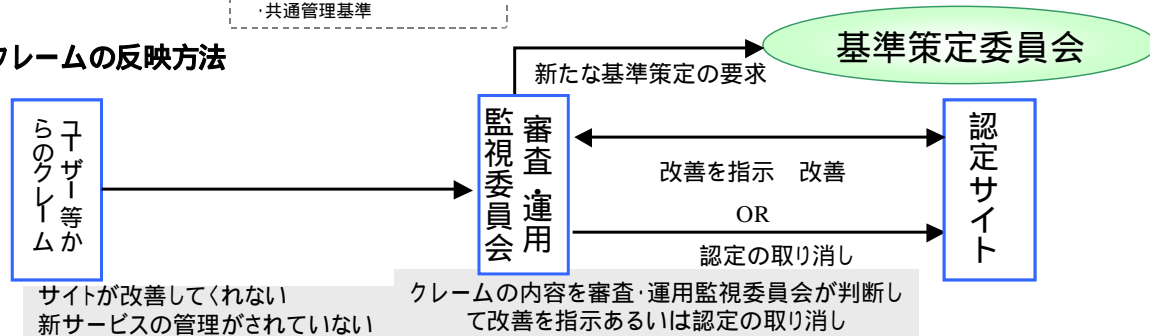 ・共通管理基準
クレームの反映方法
基準策定委員会
新たな基準策定の要求
ユーザー等か
らのクレーム
審査・運用
監視委員会
認定サイト
改善を指示 改善
OR
認定の取り消し
サイトが改善してくれない
新サービスの管理がされていない
クレームの内容を審査・運用監視委員会が判断し
て改善を指示あるいは認定の取り消し